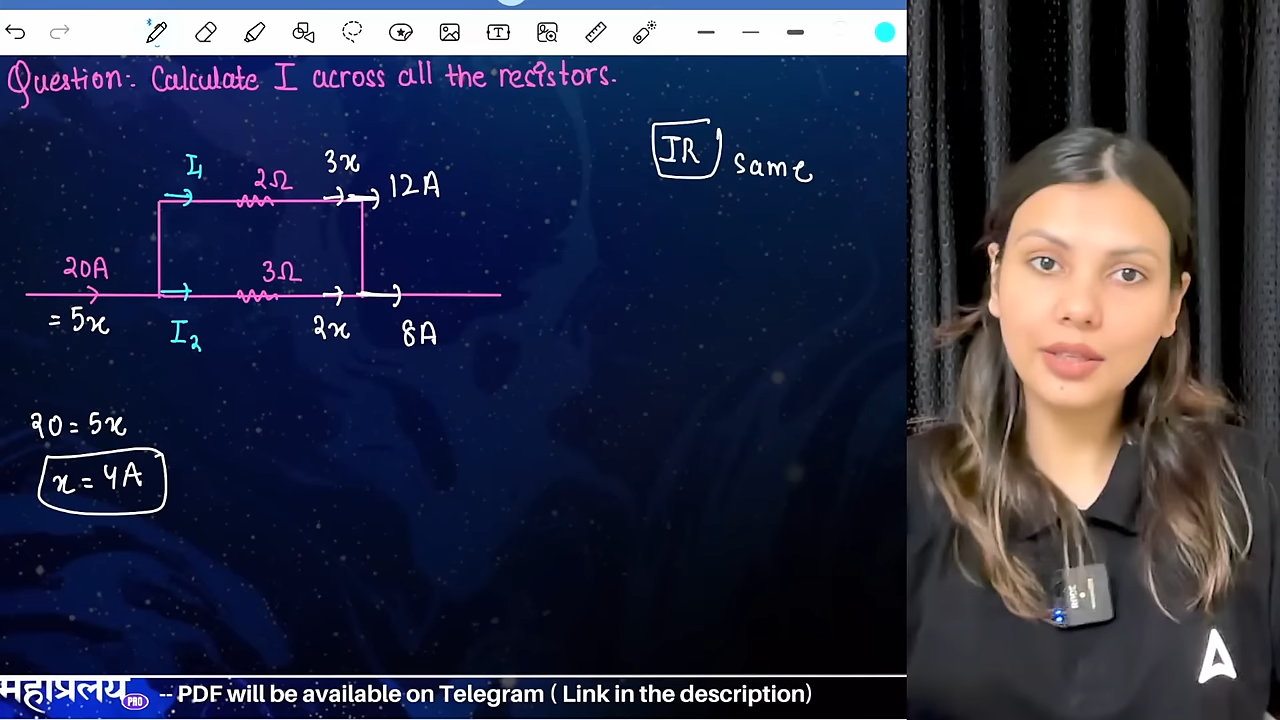 Question:- Calculate I across all the resistors.
IR same
I₁ 2Ω 3x 12A
20A 3Ω
= 5x I₂ 2x 8A
20 = 5x
x = 4A
महाप्रलय PRO -- PDF will be available on Telegram ( Link in the description)